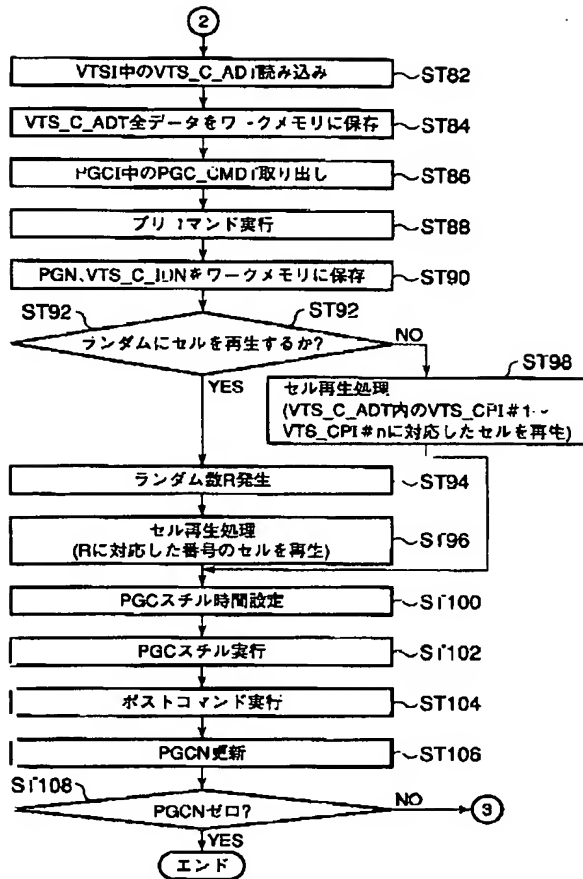 2
VTSI中のVTS_C_ADT読み込み
ST82
VTS_C_ADT全データをワークメモリに保存
ST84
PGCI中のPGC_CMDT取り出し
ST86
プリコマンド実行
ST88
PGN、VTS_C_IDNをワークメモリに保存
ST90
ST92
ST92
ランダムにセルを再生するか?
NO
YES
ST98
セル再生処理
(VTS_C_ADT内のVTS_CPI#1~
VTS_CPI#nに対応したセルを再生)
ランダム数R発生
ST94
セル再生処理
(Rに対応した番号のセルを再生)
ST96
PGCスチル時間設定
ST100
PGCスチル実行
ST102
ポストコマンド実行
ST104
PGCN更新
ST106
ST108
PGCNゼロ?
NO
3
YES
エンド